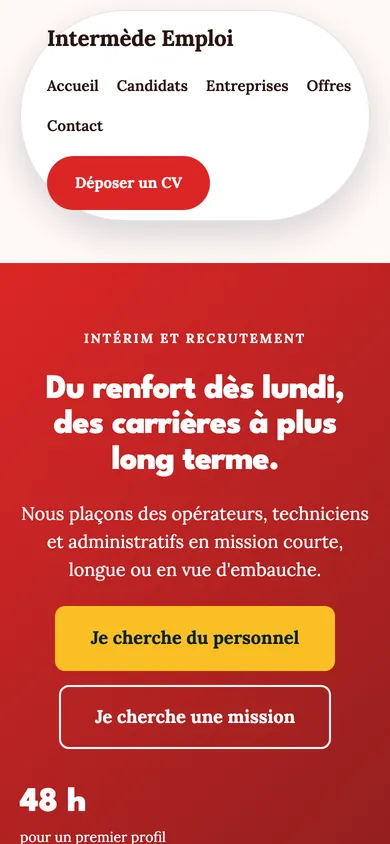 Intermède Emploi
Accueil Candidats Entreprises Offres
Contact
Déposer un CV
INTÉRIM ET RECRUTEMENT
Du renfort dès lundi,
des carrières à plus
long terme.
Nous plaçons des opérateurs, techniciens
et administratifs en mission courte,
longue ou en vue d'embauche.
Je cherche du personnel
Je cherche une mission
48 h
pour un premier profil